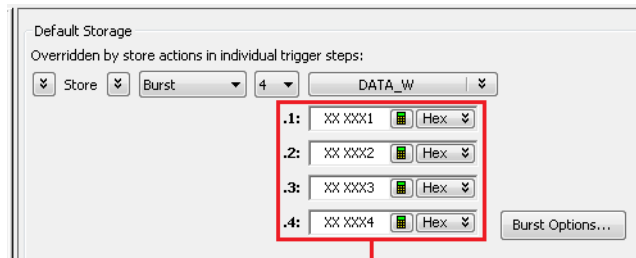 Default Storage
Overridden by store actions in individual trigger steps:
Store Burst 4 DATA_W
.1: XX XXX1 Hex
.2: XX XXX2 Hex
.3: XX XXX3 Hex
.4: XX XXX4 Hex Burst Options...